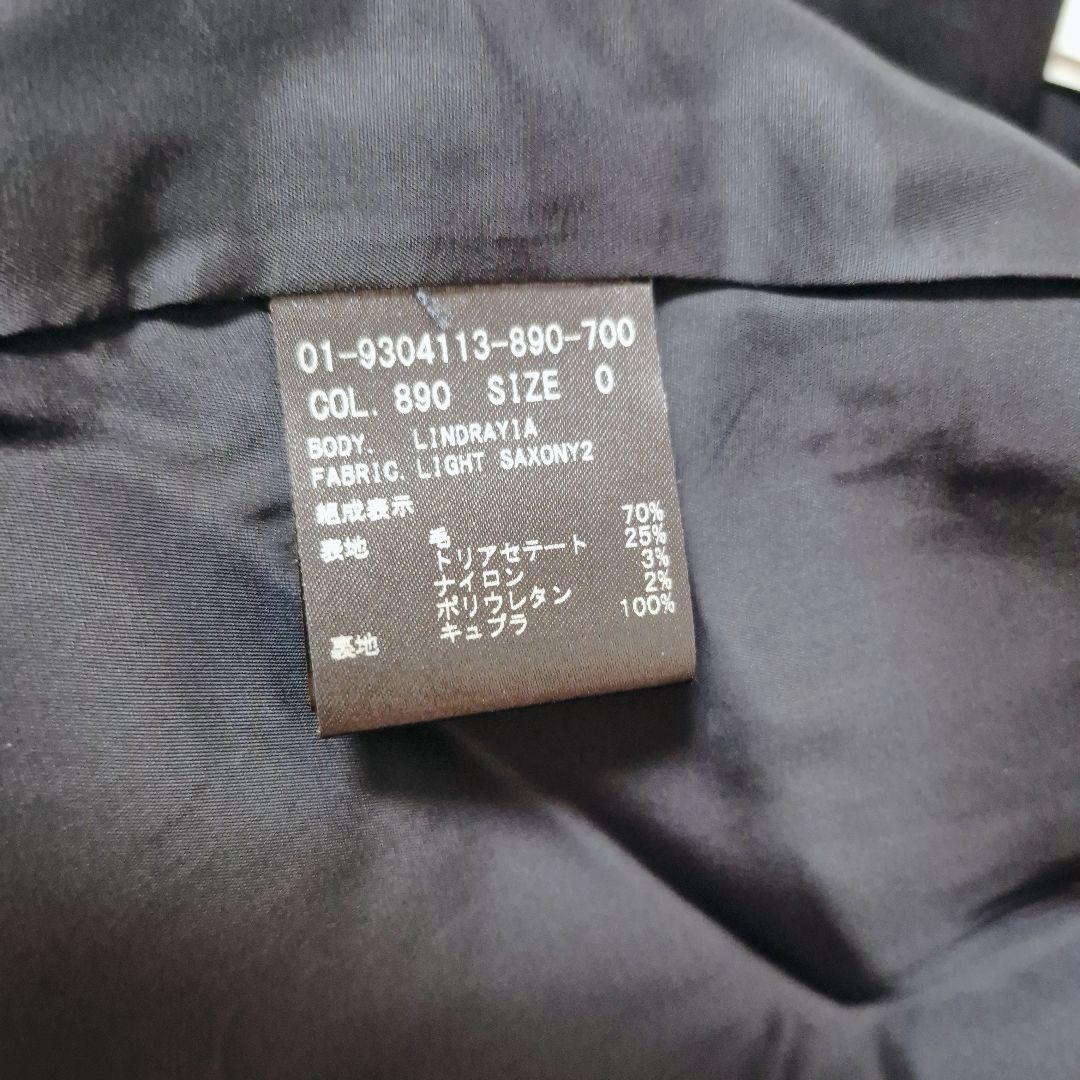 01-9304113-890-700
COL. 890 SIZE 0
BODY. LINDRAYIA
FABRIC. LIGHT SAXONY2
組成表示
表地 毛 70%
トリアセテート 25%
ナイロン 3%
ポリウレタン 2%
裏地 キュプラ 100%